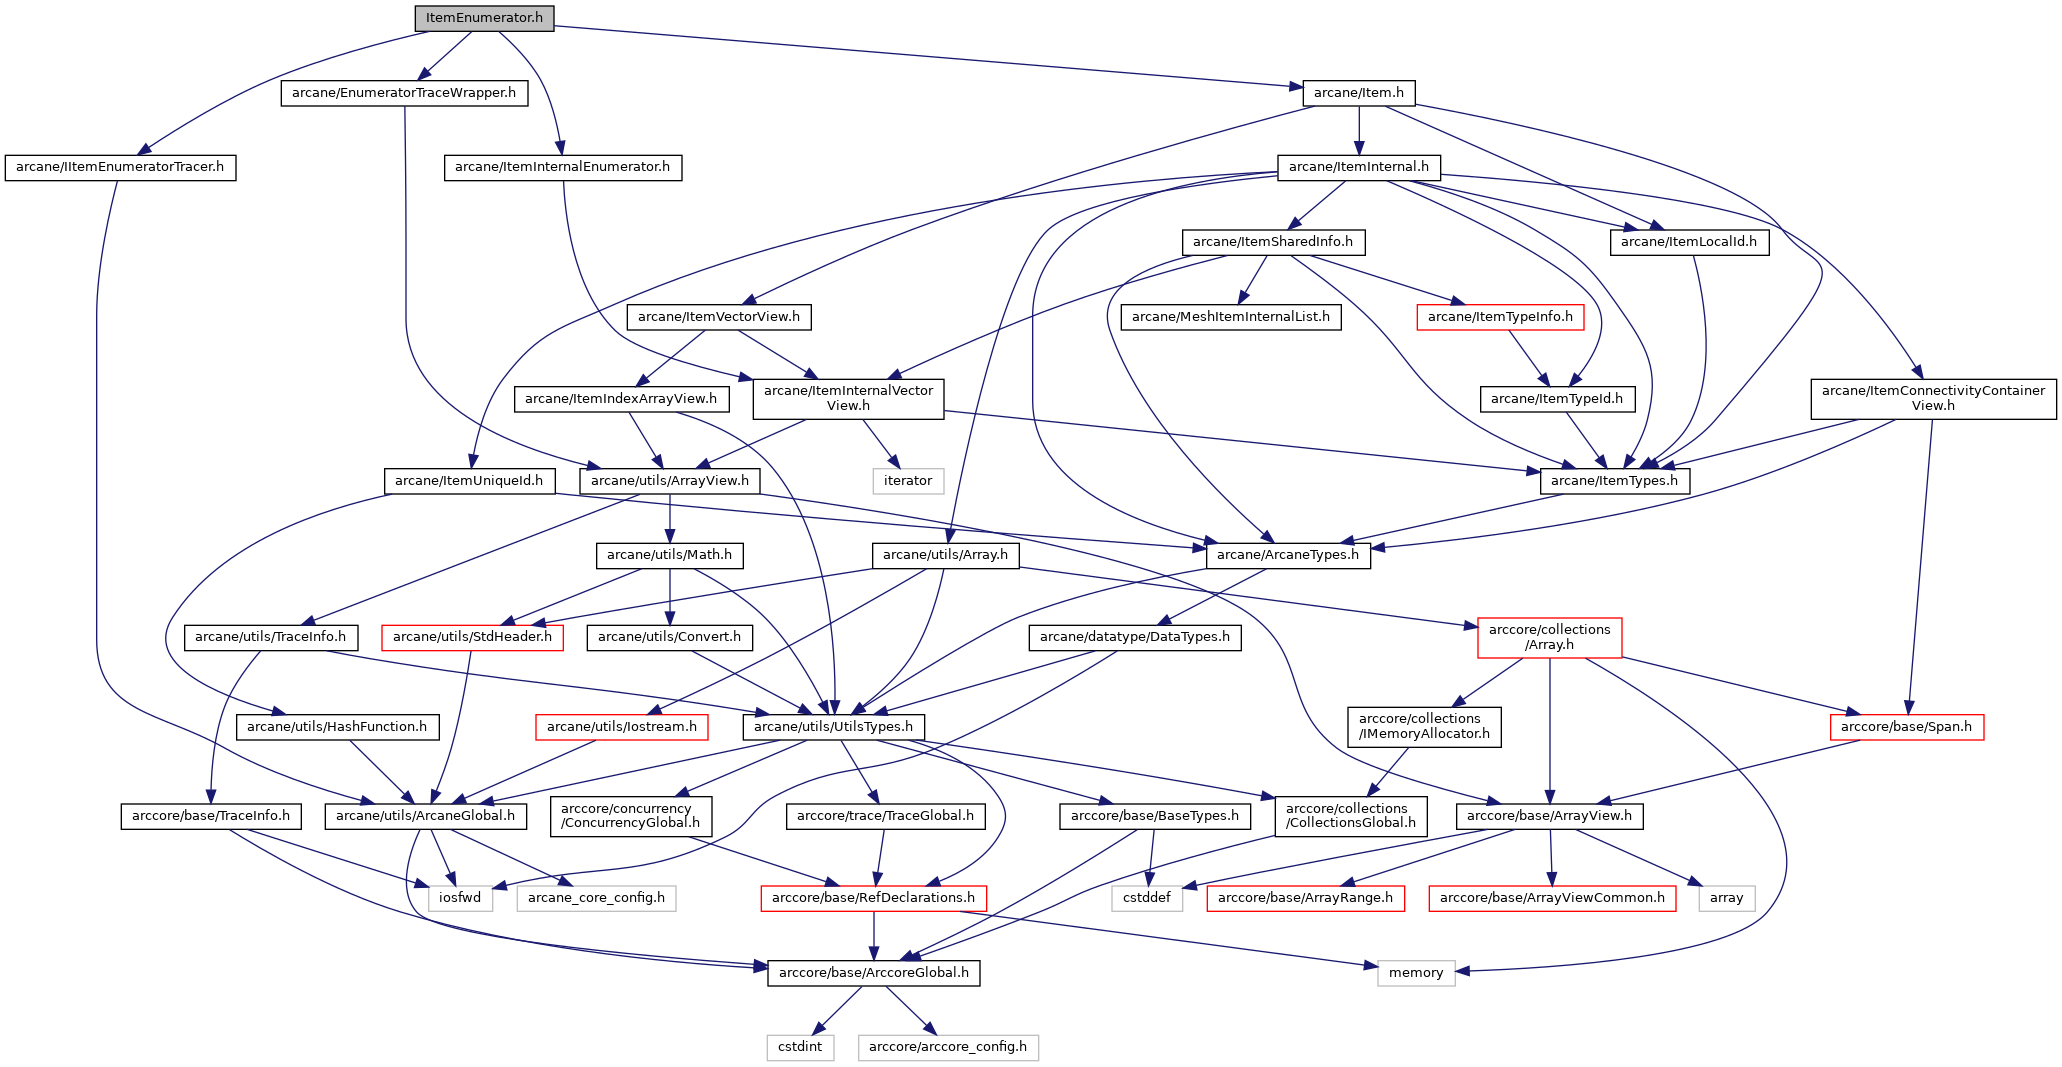 ItemEnumerator.h
arcane/EnumeratorTraceWrapper.h
arcane/Item.h
arcane/IItemEnumeratorTracer.h
arcane/ItemInternalEnumerator.h
arcane/ItemInternal.h
arcane/ItemSharedInfo.h
arcane/ItemLocalId.h
arcane/ItemVectorView.h
arcane/MeshItemInternalList.h
arcane/ItemTypeInfo.h
arcane/ItemIndexArrayView.h
arcane/ItemInternalVector
View.h
arcane/ItemTypeId.h
arcane/ItemConnectivityContainer
View.h
arcane/ItemUniqueId.h
arcane/utils/ArrayView.h
iterator
arcane/ItemTypes.h
arcane/utils/Math.h
arcane/utils/Array.h
arcane/ArcaneTypes.h
arcane/utils/TraceInfo.h
arcane/utils/StdHeader.h
arcane/utils/Convert.h
arcane/datatype/DataTypes.h
arccore/collections
/Array.h
arcane/utils/HashFunction.h
arcane/utils/Iostream.h
arcane/utils/UtilsTypes.h
arccore/collections
/IMemoryAllocator.h
arccore/base/Span.h
arccore/base/TraceInfo.h
arcane/utils/ArcaneGlobal.h
arccore/concurrency
/ConcurrencyGlobal.h
arccore/trace/TraceGlobal.h
arccore/base/BaseTypes.h
arccore/collections
/CollectionsGlobal.h
arccore/base/ArrayView.h
iosfwd
arcane_core_config.h
arccore/base/RefDeclarations.h
cstddef
arccore/base/ArrayRange.h
arccore/base/ArrayViewCommon.h
array
arccore/base/ArccoreGlobal.h
memory
cstdint
arccore/arccore_config.h